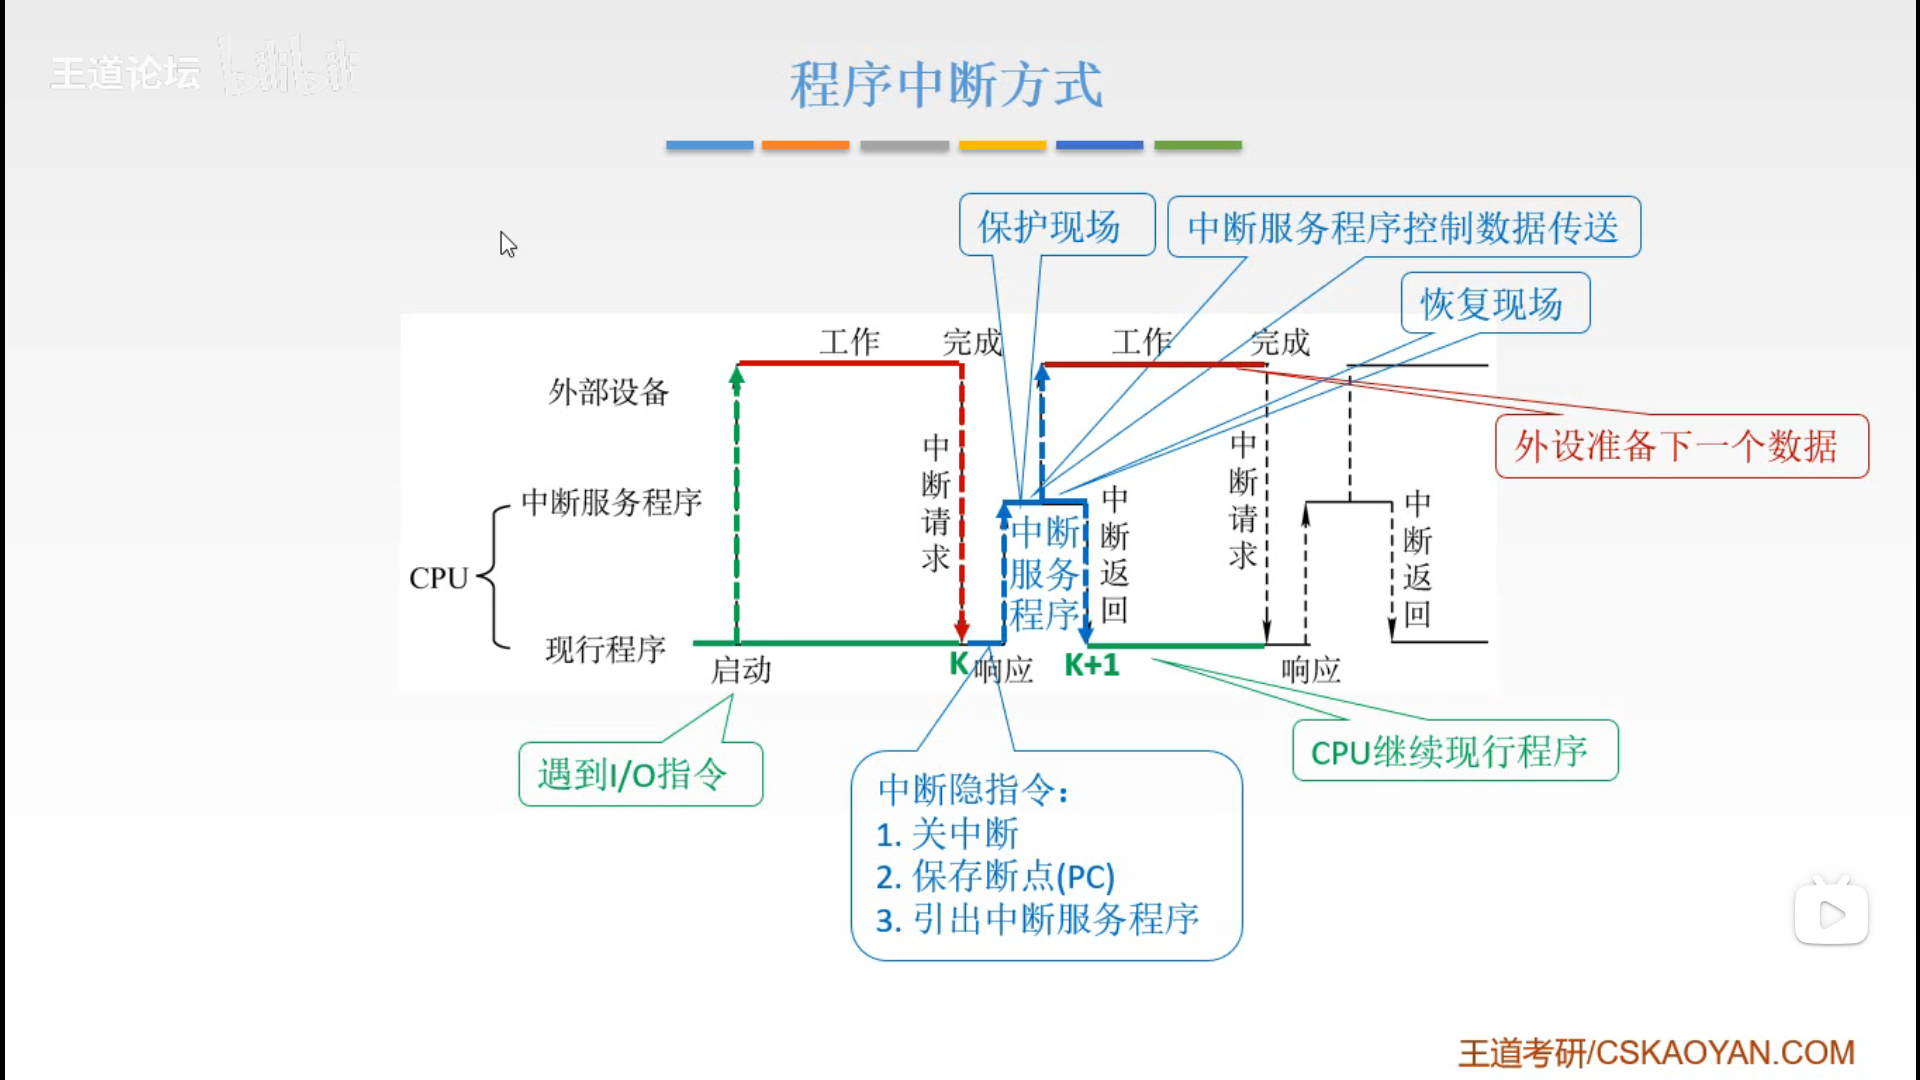 王道论坛 bilibili
程序中断方式
保护现场
中断服务程序控制数据传送
恢复现场
工作
完成
工作
完成
外部设备
外设准备下一个数据
中断请求
中断请求
中断服务程序
中断服务程序
中断返回
中断返回
CPU
现行程序
启动
K
响应
K+1
响应
遇到I/O指令
CPU继续现行程序
中断隐指令：
1. 关中断
2. 保存断点(PC)
3. 引出中断服务程序
王道考研/CSKAOYAN.COM